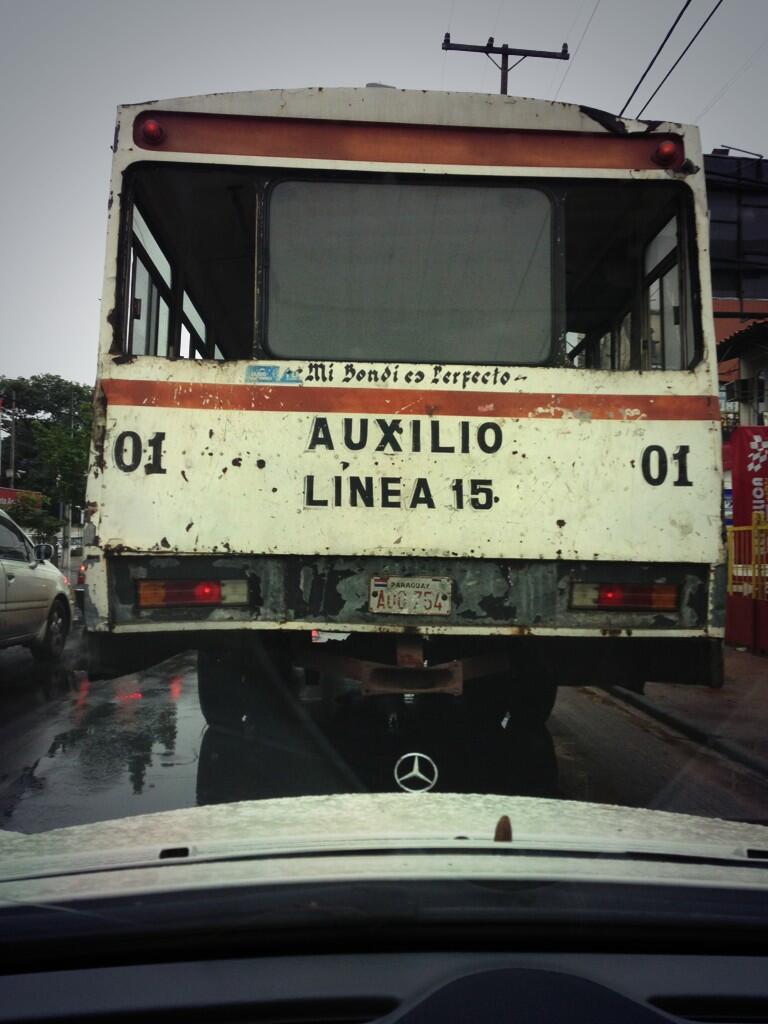 Mi Bondi es Perfecto
AUXILIO
01 01
LINEA 15
PARAGUAY
AOC 754